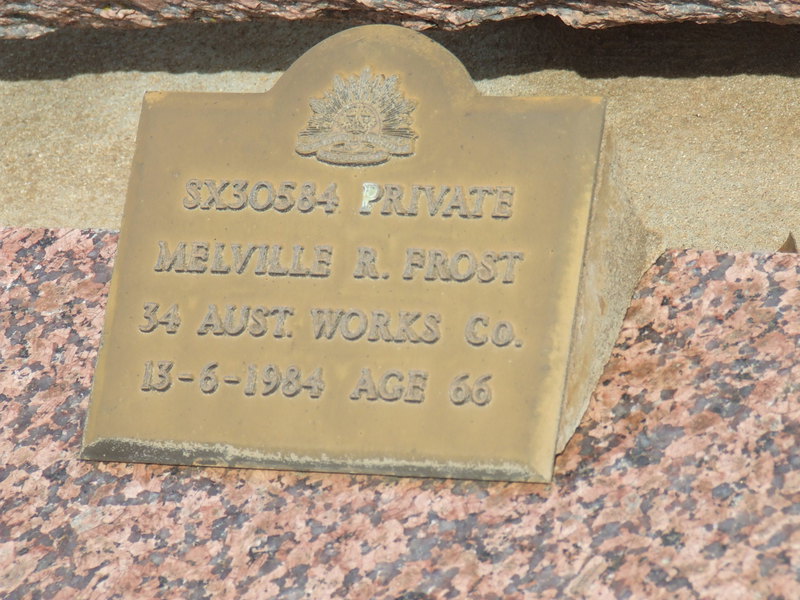 SX30584 PRIVATE
MELVILLE R. FROST
34 AUST. WORKS Co.
13-6-1984 AGE 66